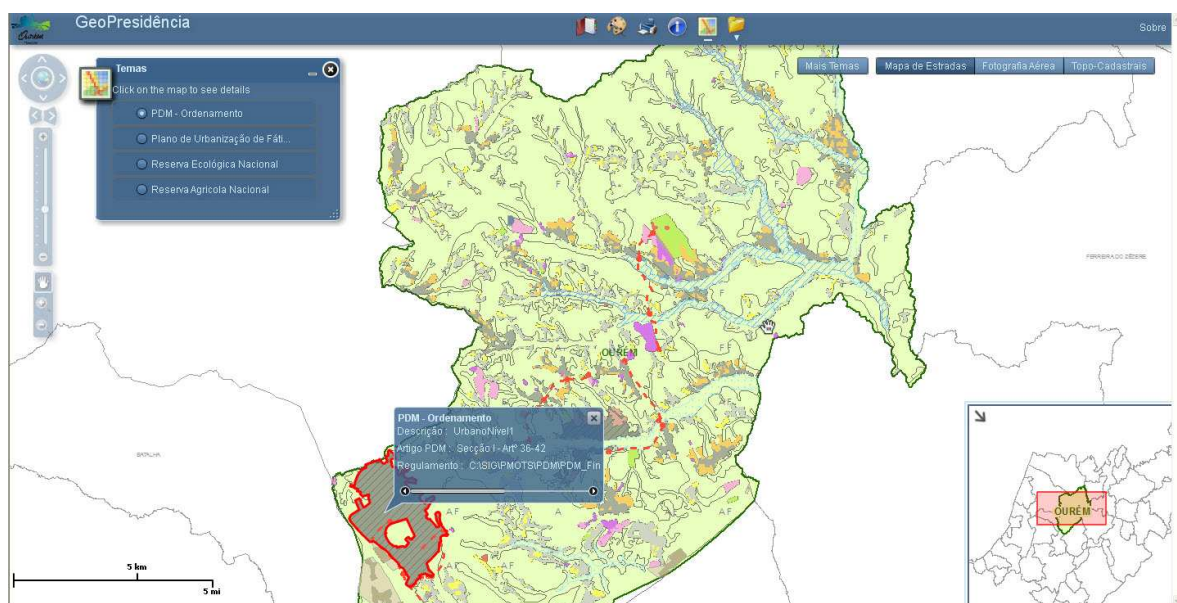 GeoPresidência
Sobre
Ourém
Temas
Click on the map to see details
PDM - Ordenamento
Plano de Urbanização de Fáti...
Reserva Ecológica Nacional
Reserva Agrícola Nacional
Mais Temas
Mapa de Estradas
Fotografia Aérea
Topo-Cadastrais
F
F
F
F
FERREIRA DO ZÊZERE
OURÉM
BATALHA
PDM - Ordenamento
Descrição : UrbanoNível1
Artigo PDM : Secção I - Artº 36-42
Regulamento : C:\SIG\PMOTS\PDM\PDM_Fin
A F
A
A
A F
A F
A F
OURÉM
5 km
5 mi